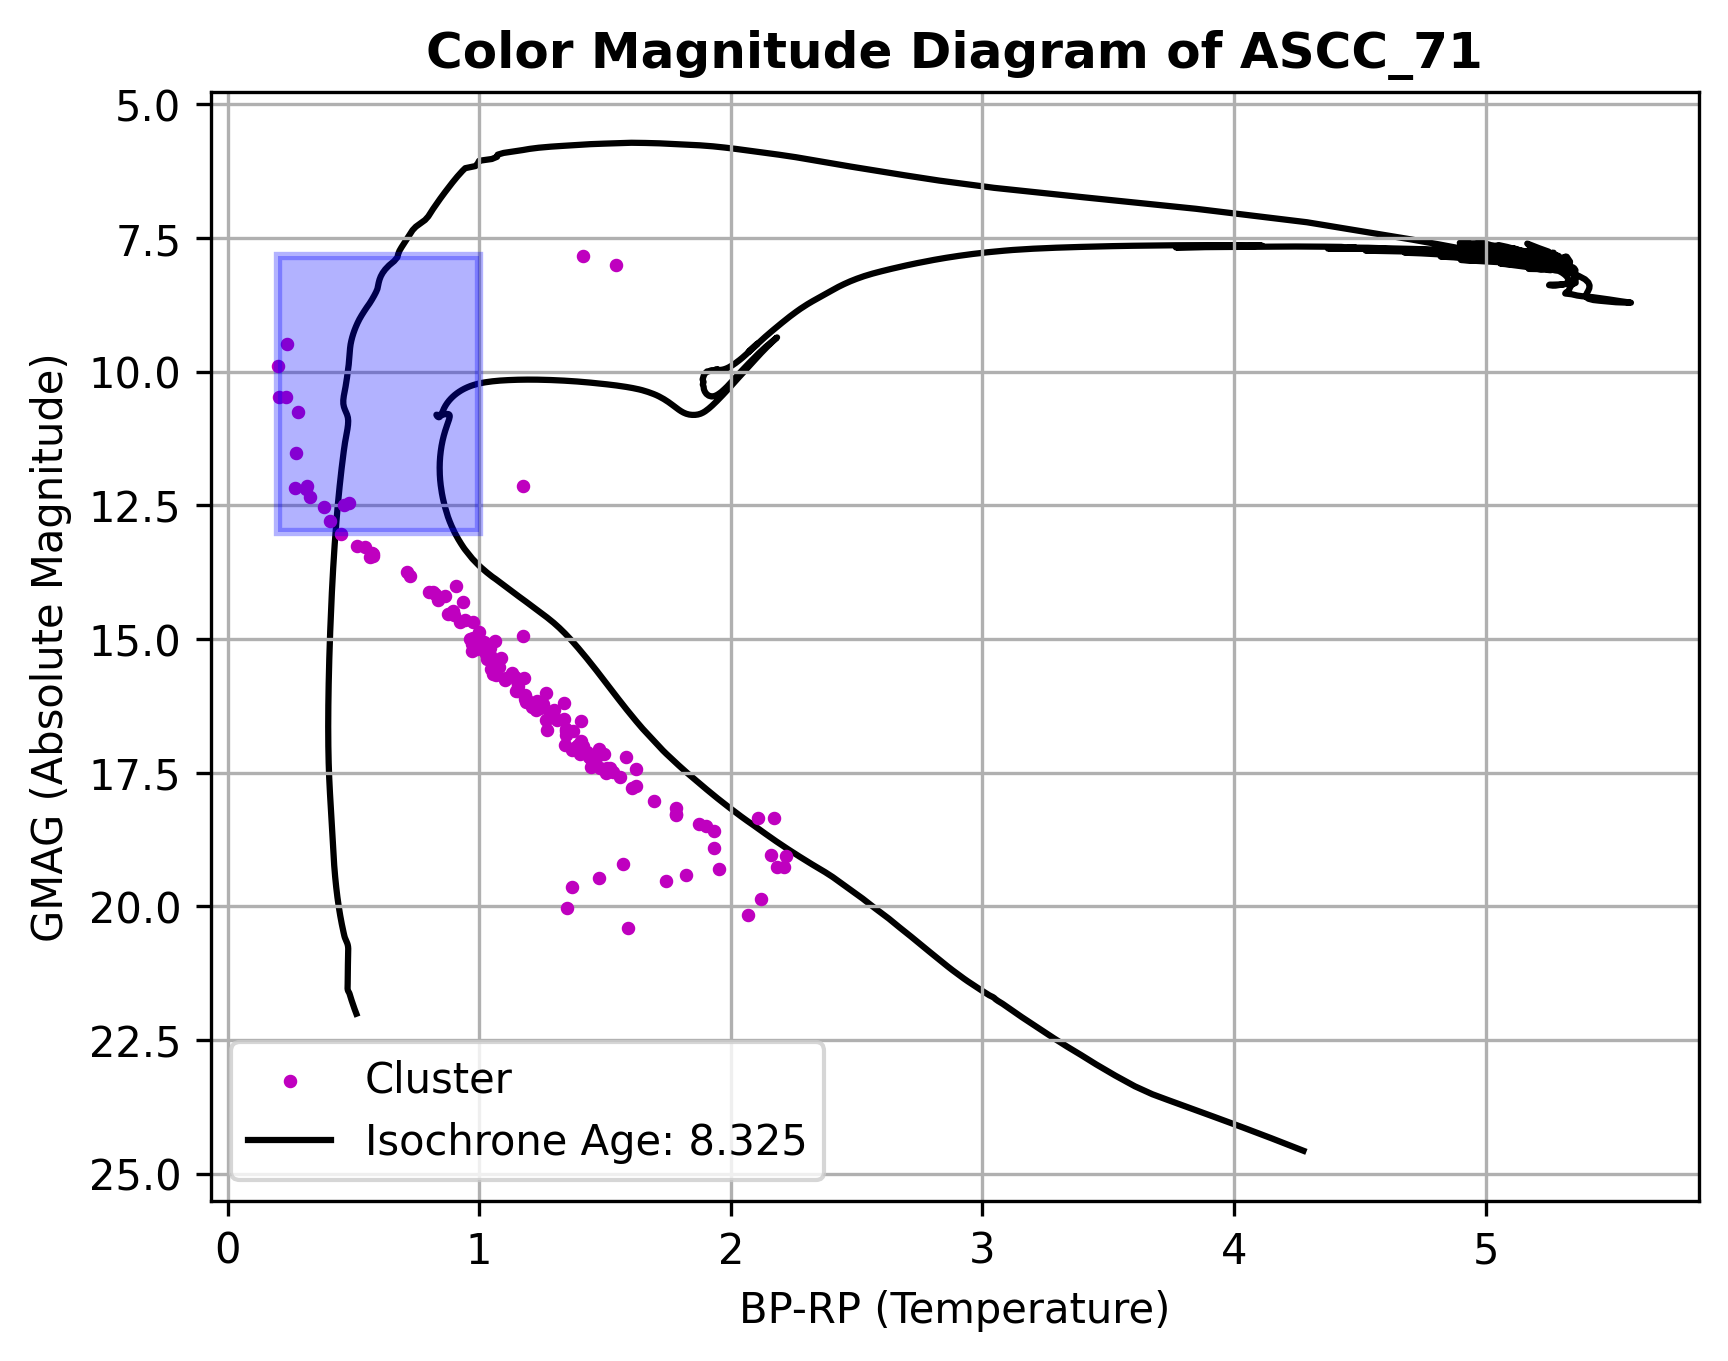 Color Magnitude Diagram of ASCC_71
5.0
7.5
10.0
12.5
15.0
17.5
20.0
22.5
25.0
GMAG (Absolute Magnitude)
Cluster
Isochrone Age: 8.325
0 1 2 3 4 5
BP-RP (Temperature)